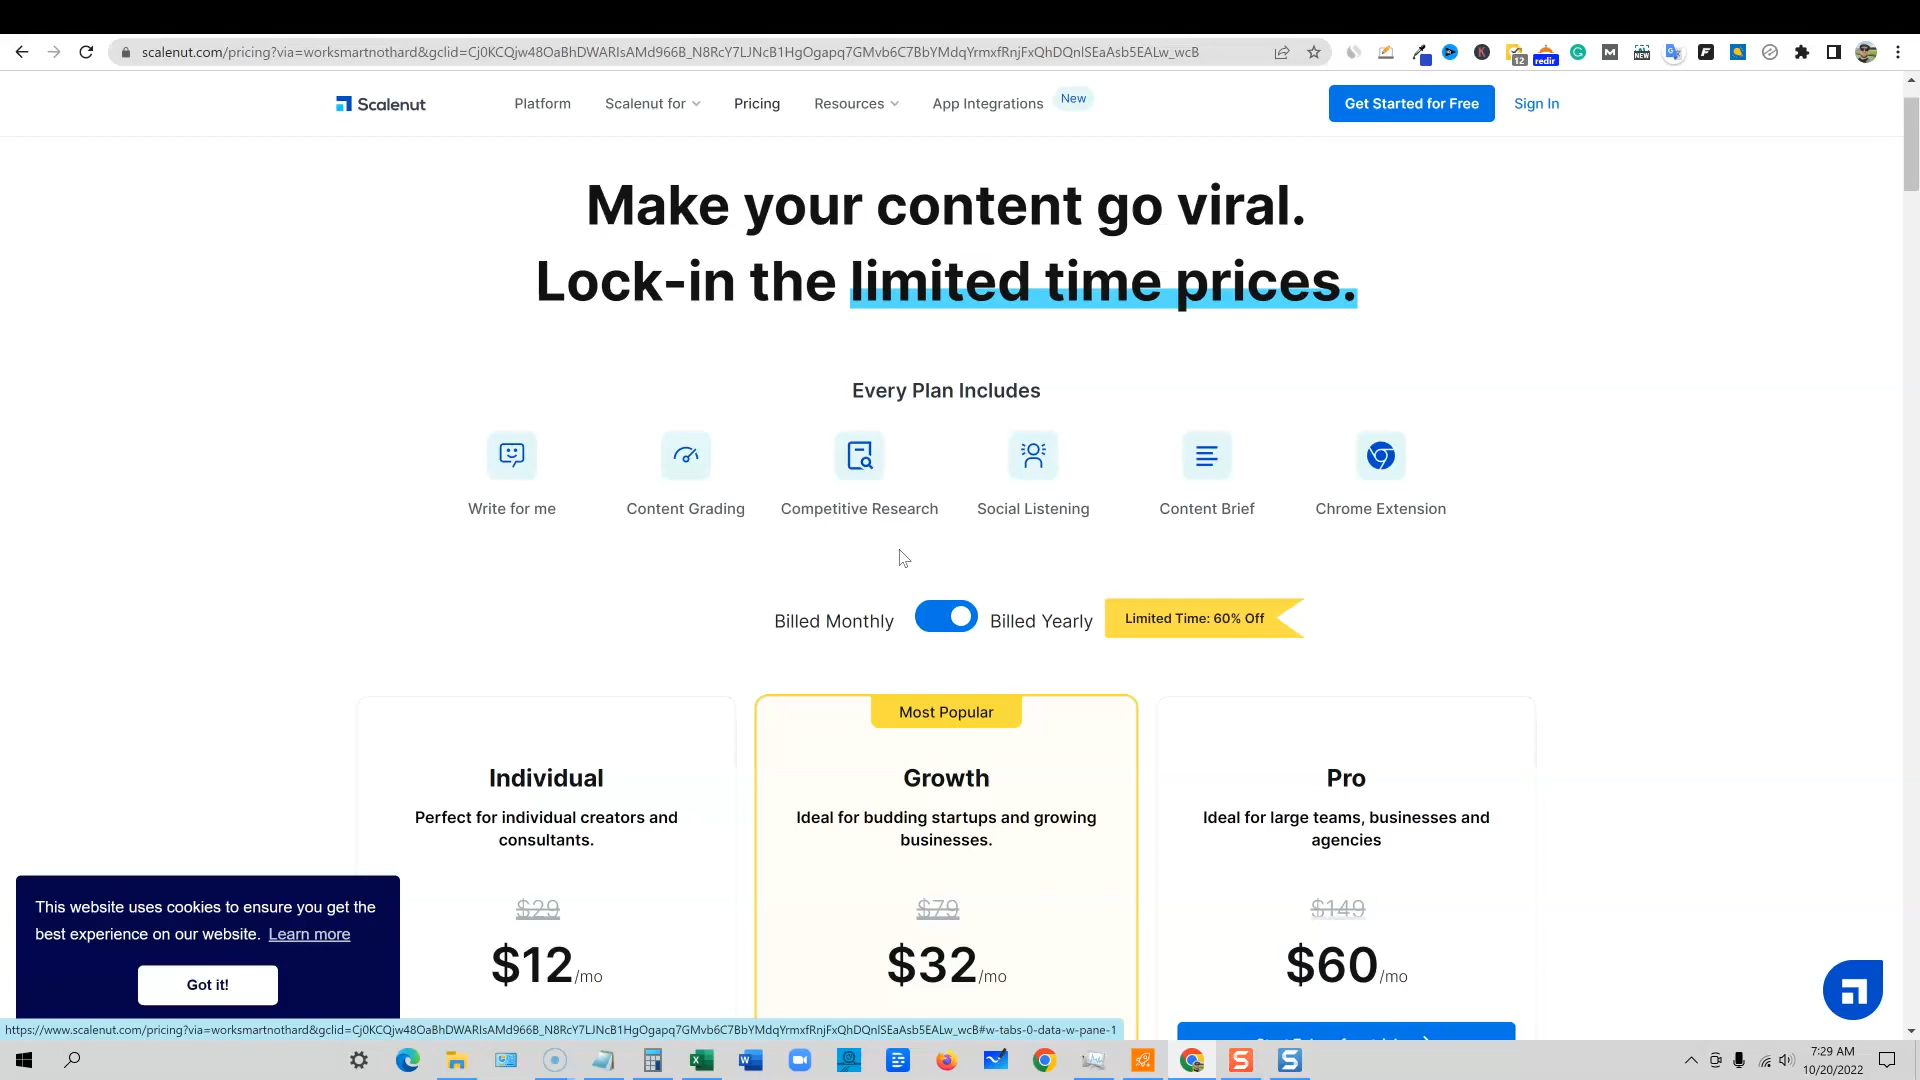 scalenut.com/pricing?via=worksmartnothard&gclid=Cj0KCQjw48OaBhDWARIsAMd966B_N8RcY7LJNcB1HgOgapq7GMvb6C7BbYMdqYrmxfRnjFxQhDQnlSEaAsb5EALw_wcB
12
redir
NEW
Scalenut
Platform
Scalenut for
Pricing
Resources
App Integrations
New
Get Started for Free
Sign In
Make your content go viral.
Lock-in the limited time prices.
Every Plan Includes
Write for me
Content Grading
Competitive Research
Social Listening
Content Brief
Chrome Extension
Billed Monthly
Billed Yearly
Limited Time: 60% Off
Individual
Perfect for individual creators and
consultants.
$29
$12/mo
Most Popular
Growth
Ideal for budding startups and growing
businesses.
$79
$32/mo
Pro
Ideal for large teams, businesses and
agencies
$149
$60/mo
This website uses cookies to ensure you get the
best experience on our website. Learn more
Got it!
https://www.scalenut.com/pricing?via=worksmartnothard&gclid=Cj0KCQjw48OaBhDWARIsAMd966B_N8RcY7LJNcB1HgOgapq7GMvb6C7BbYMdqYrmxfRnjFxQhDQnlSEaAsb5EALw_wcB#w-tabs-0-data-w-pane-1
7:29 AM
10/20/2022